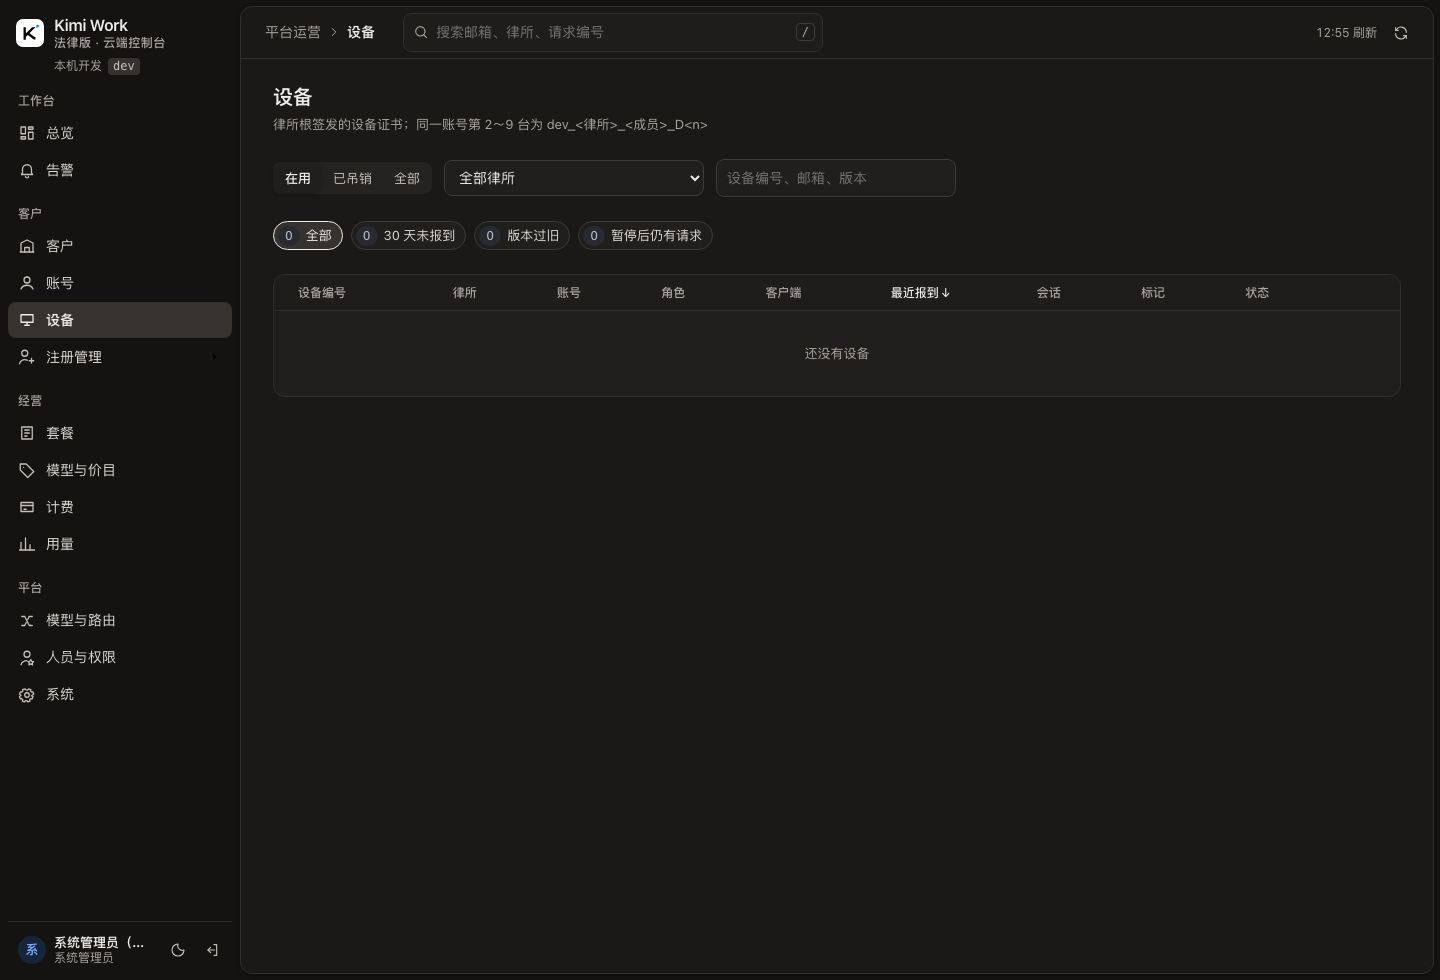 Kimi Work
法律版 · 云端控制台
本机开发 dev
工作台
总览
告警
客户
客户
账号
设备
注册管理
经营
套餐
模型与价目
计费
用量
平台
模型与路由
人员与权限
系统
系 系统管理员（...
系统管理员
平台运营 > 设备
搜索邮箱、律所、请求编号 /
12:55 刷新
设备
律所根签发的设备证书；同一账号第 2～9 台为 dev_<律所>_<成员>_D<n>
在用 已吊销 全部 全部律所 设备编号、邮箱、版本
0 全部 0 30 天未报到 0 版本过旧 0 暂停后仍有请求
设备编号 律所 账号 角色 客户端 最近报到↓ 会话 标记 状态
还没有设备